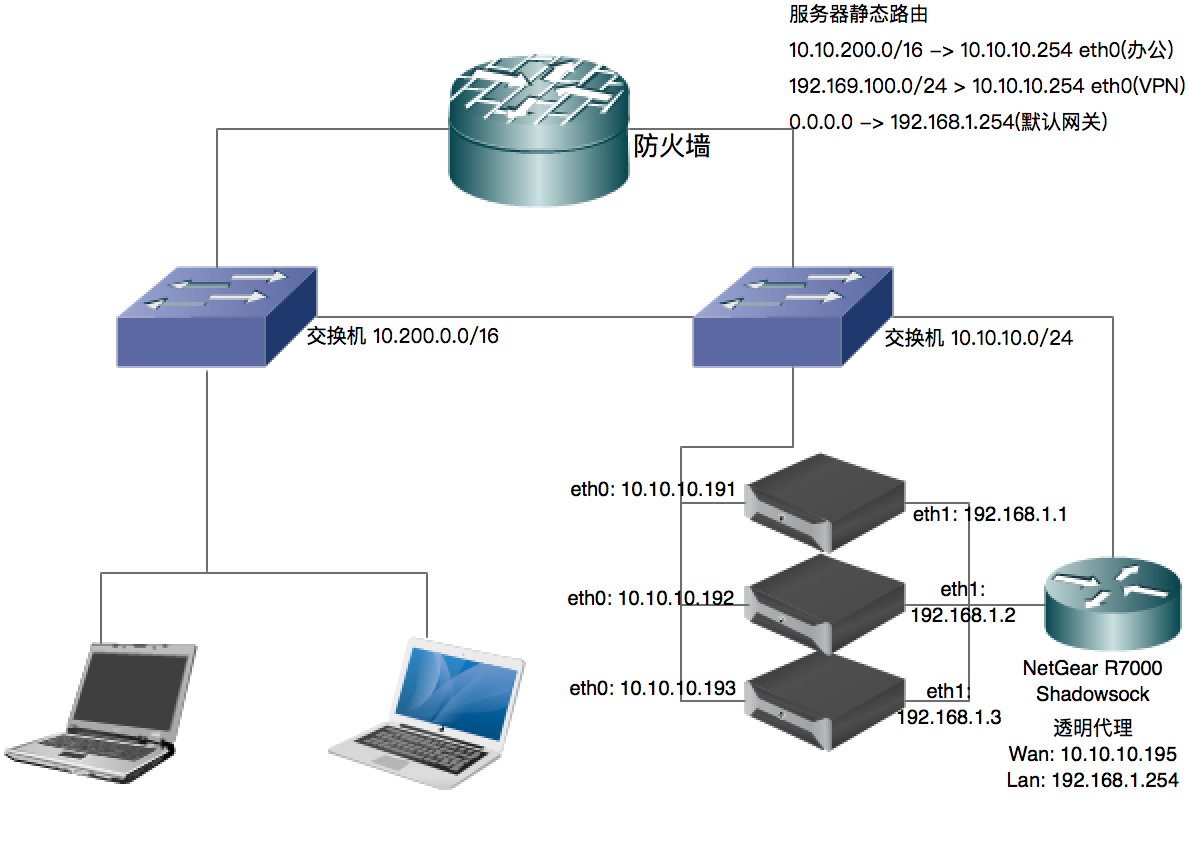 服务器静态路由
10.10.200.0/16 -> 10.10.10.254 eth0(办公)
192.169.100.0/24 > 10.10.10.254 eth0(VPN)
0.0.0.0 -> 192.168.1.254(默认网关)
防火墙
交换机 10.200.0.0/16
交换机 10.10.10.0/24
eth0: 10.10.10.191
eth1: 192.168.1.1
eth0: 10.10.10.192
eth1:
192.168.1.2
eth0: 10.10.10.193
eth1:
192.168.1.3
NetGear R7000
Shadowsock
透明代理
Wan: 10.10.10.195
Lan: 192.168.1.254